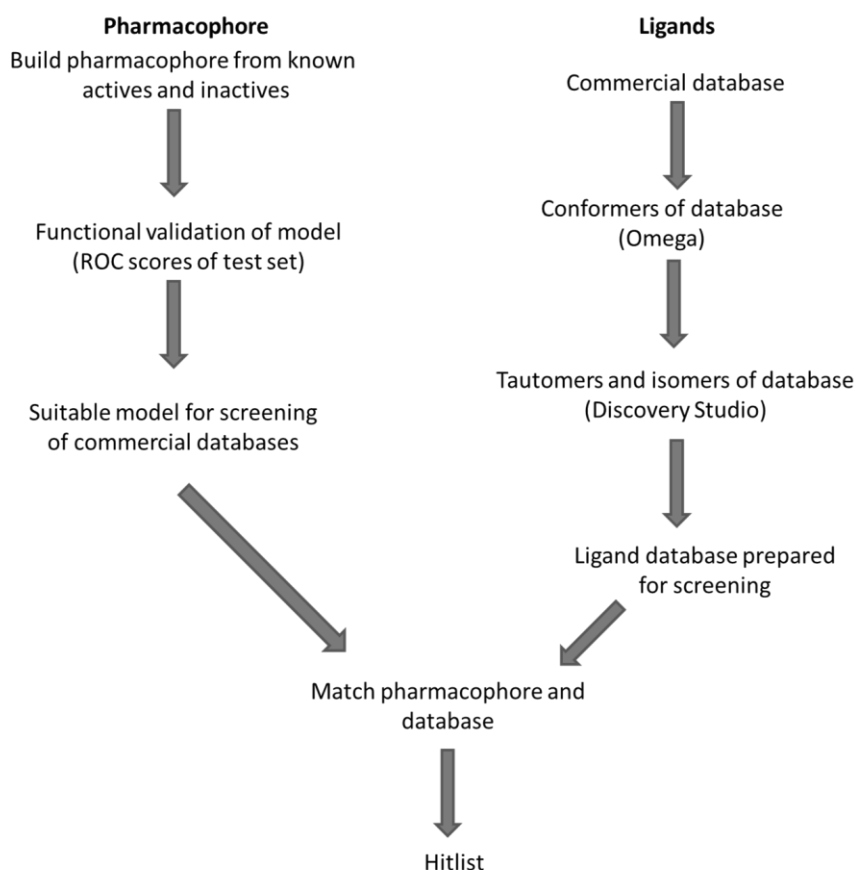 Pharmacophore
Build pharmacophore from known
actives and inactives
Functional validation of model
(ROC scores of test set)
Suitable model for screening
of commercial databases
Ligands
Commercial database
Conformers of database
(Omega)
Tautomers and isomers of database
(Discovery Studio)
Ligand database prepared
for screening
Match pharmacophore and
database
Hitlist